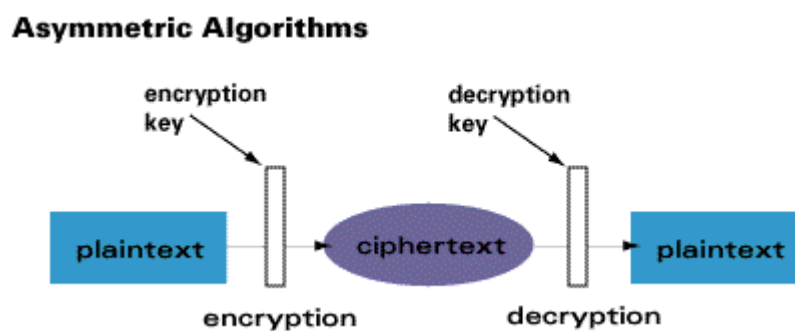 Asymmetric Algorithms
encryption
key
decryption
key
plaintext
ciphertext
plaintext
encryption
decryption